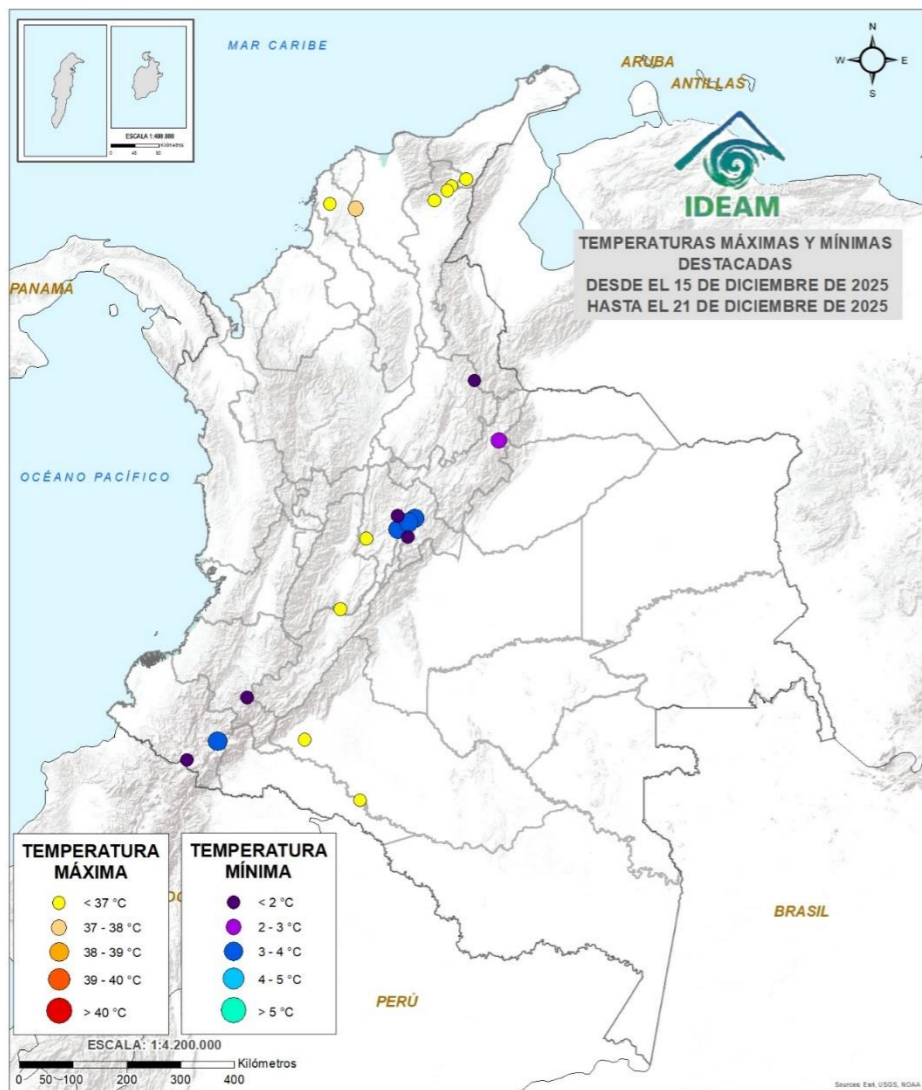 MAR CARIBE
ARUBA
ANTILLAS
N
W
E
S
ESCALA 1:400.000
IDEAM
TEMPERATURAS MÁXIMAS Y MÍNIMAS
DESTACADAS
DESDE EL 15 DE DICIEMBRE DE 2025
HASTA EL 21 DE DICIEMBRE DE 2025
PANAMÁ
OCÉANO PACÍFICO
BRASIL
PERÚ
TEMPERATURA
MÁXIMA
< 37 °C
37 - 38 °C
38 - 39 °C
39 - 40 °C
> 40 °C
TEMPERATURA
MÍNIMA
< 2 °C
2 - 3 °C
3 - 4 °C
4 - 5 °C
> 5 °C
ESCALA: 1:4.200.000
Kilómetros
0 50 100 200 300 400
Sources: Esri, USGS, NOAA